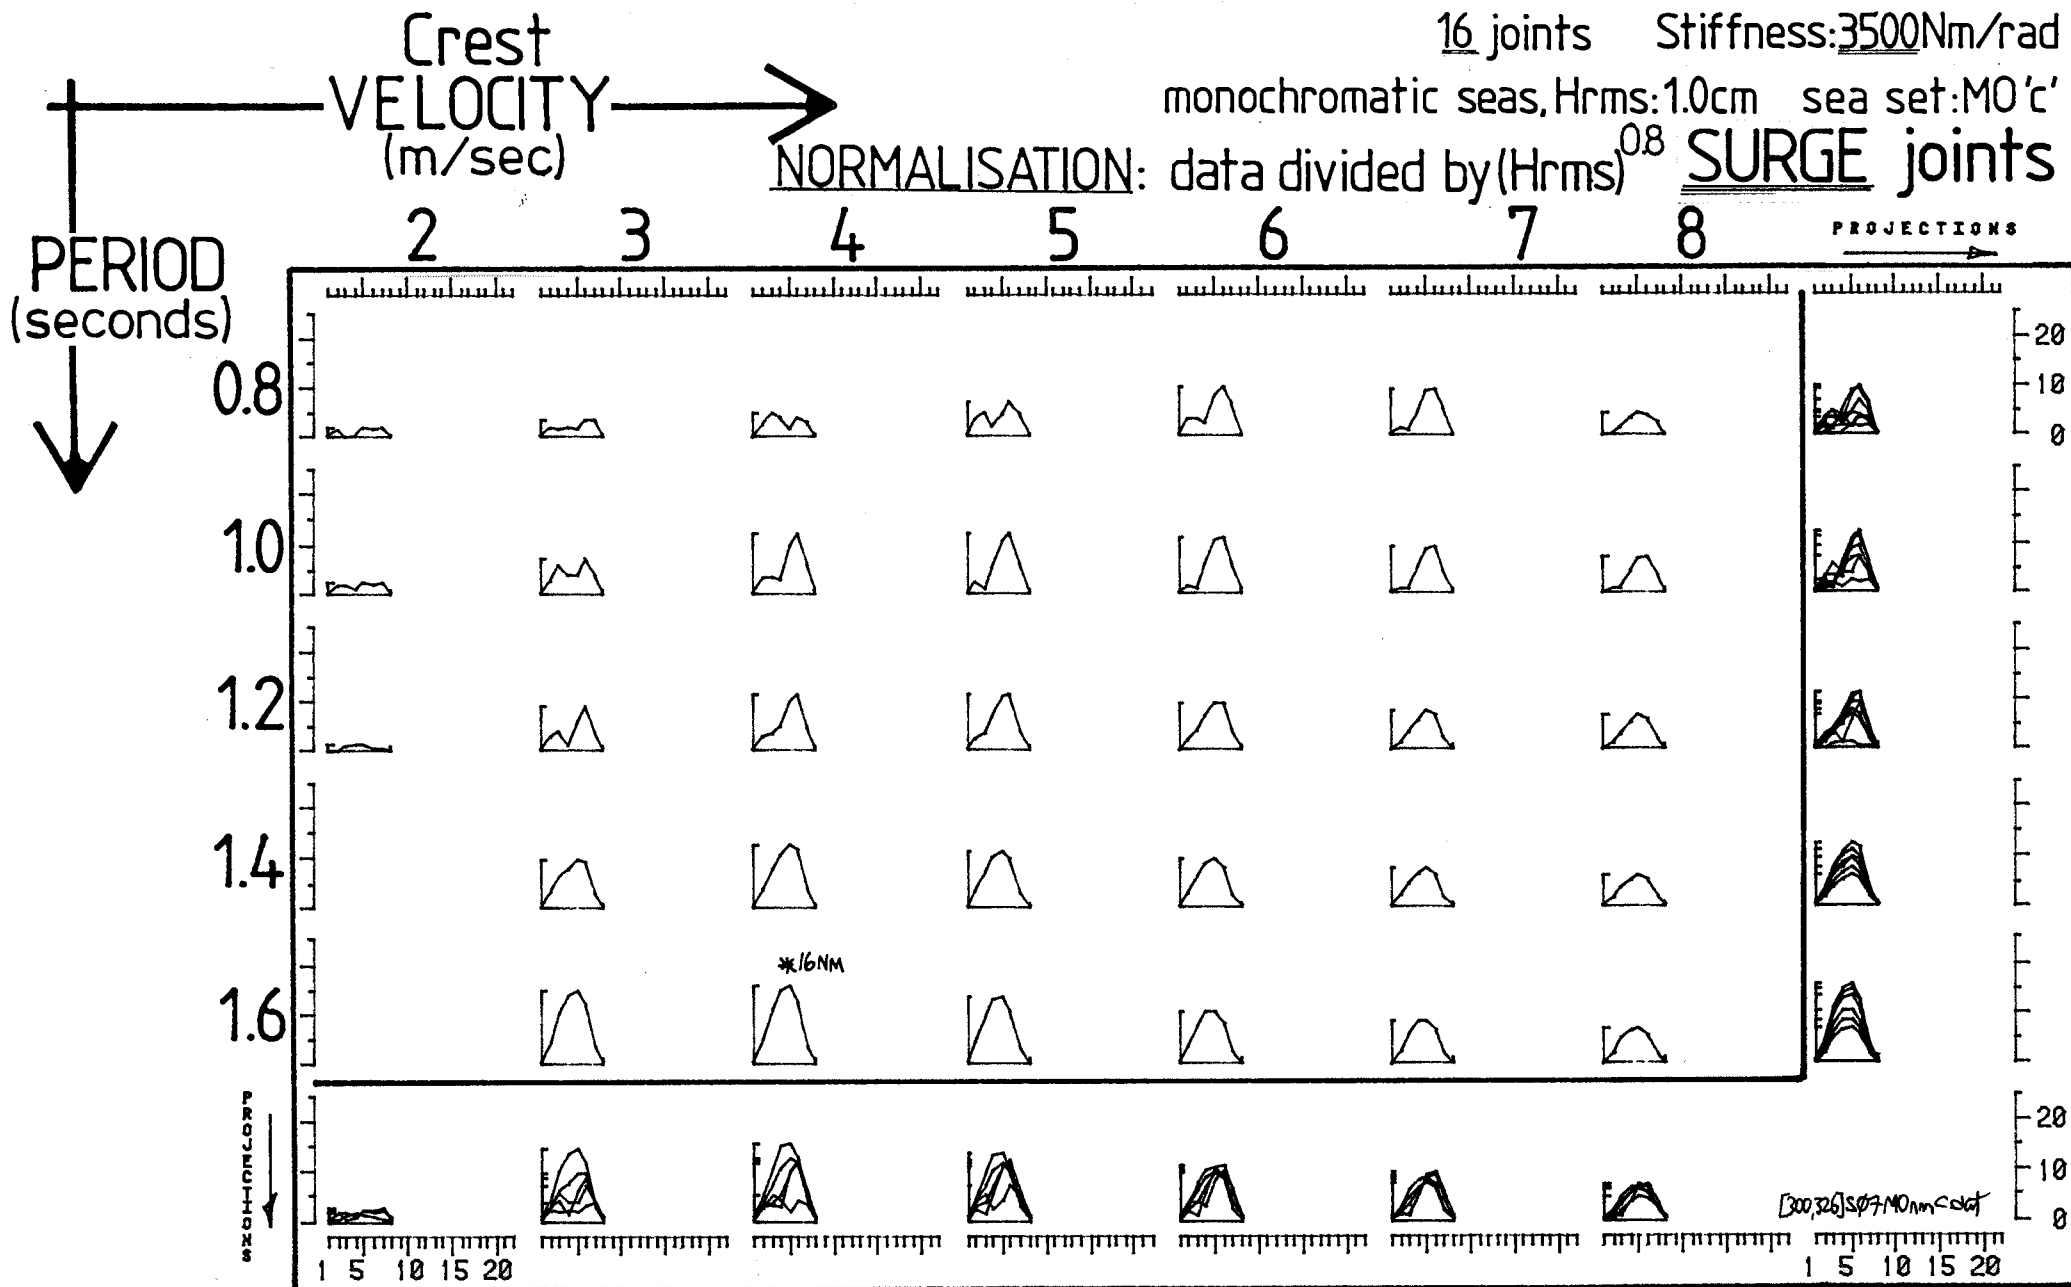 Crest
VELOCITY
(m/sec)
16 joints Stiffness:3500Nm/rad
monochromatic seas, Hrms:1.0cm sea set:MO'c'
NORMALISATION: data divided by (Hrms)^0.8 SURGE joints
PERIOD
(seconds)
2 3 4 5 6 7 8 PROJECTIONS
20
0.8 10
0
1.0
1.2
1.4
*16NM
1.6
PROJECTIONS
20
10
0
1 5 10 15 20 1 5 10 15 20